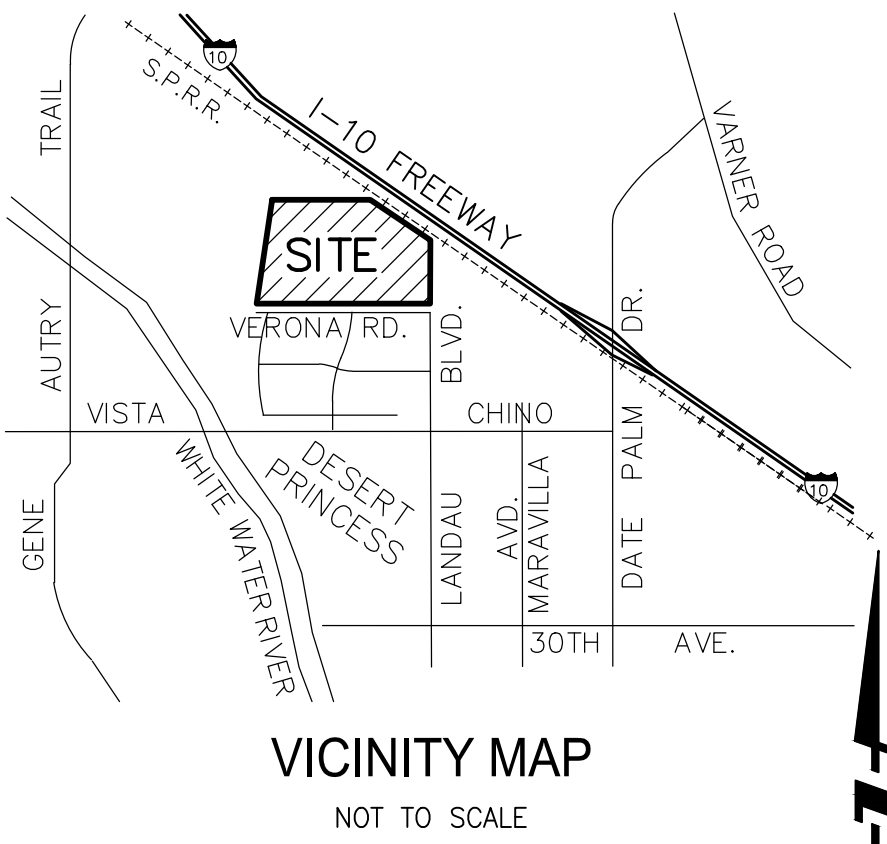 10
S.P.R.R.
I-10 FREEWAY
VARNER ROAD
GENE AUTRY TRAIL
SITE
VERONA RD.
LANDAU BLVD.
DATE PALM DR.
VISTA CHINO
DESERT
PRINCESS
WHITE WATER RIVER
AVD.
MARAVILLA
10
30TH AVE.
VICINITY MAP
NOT TO SCALE